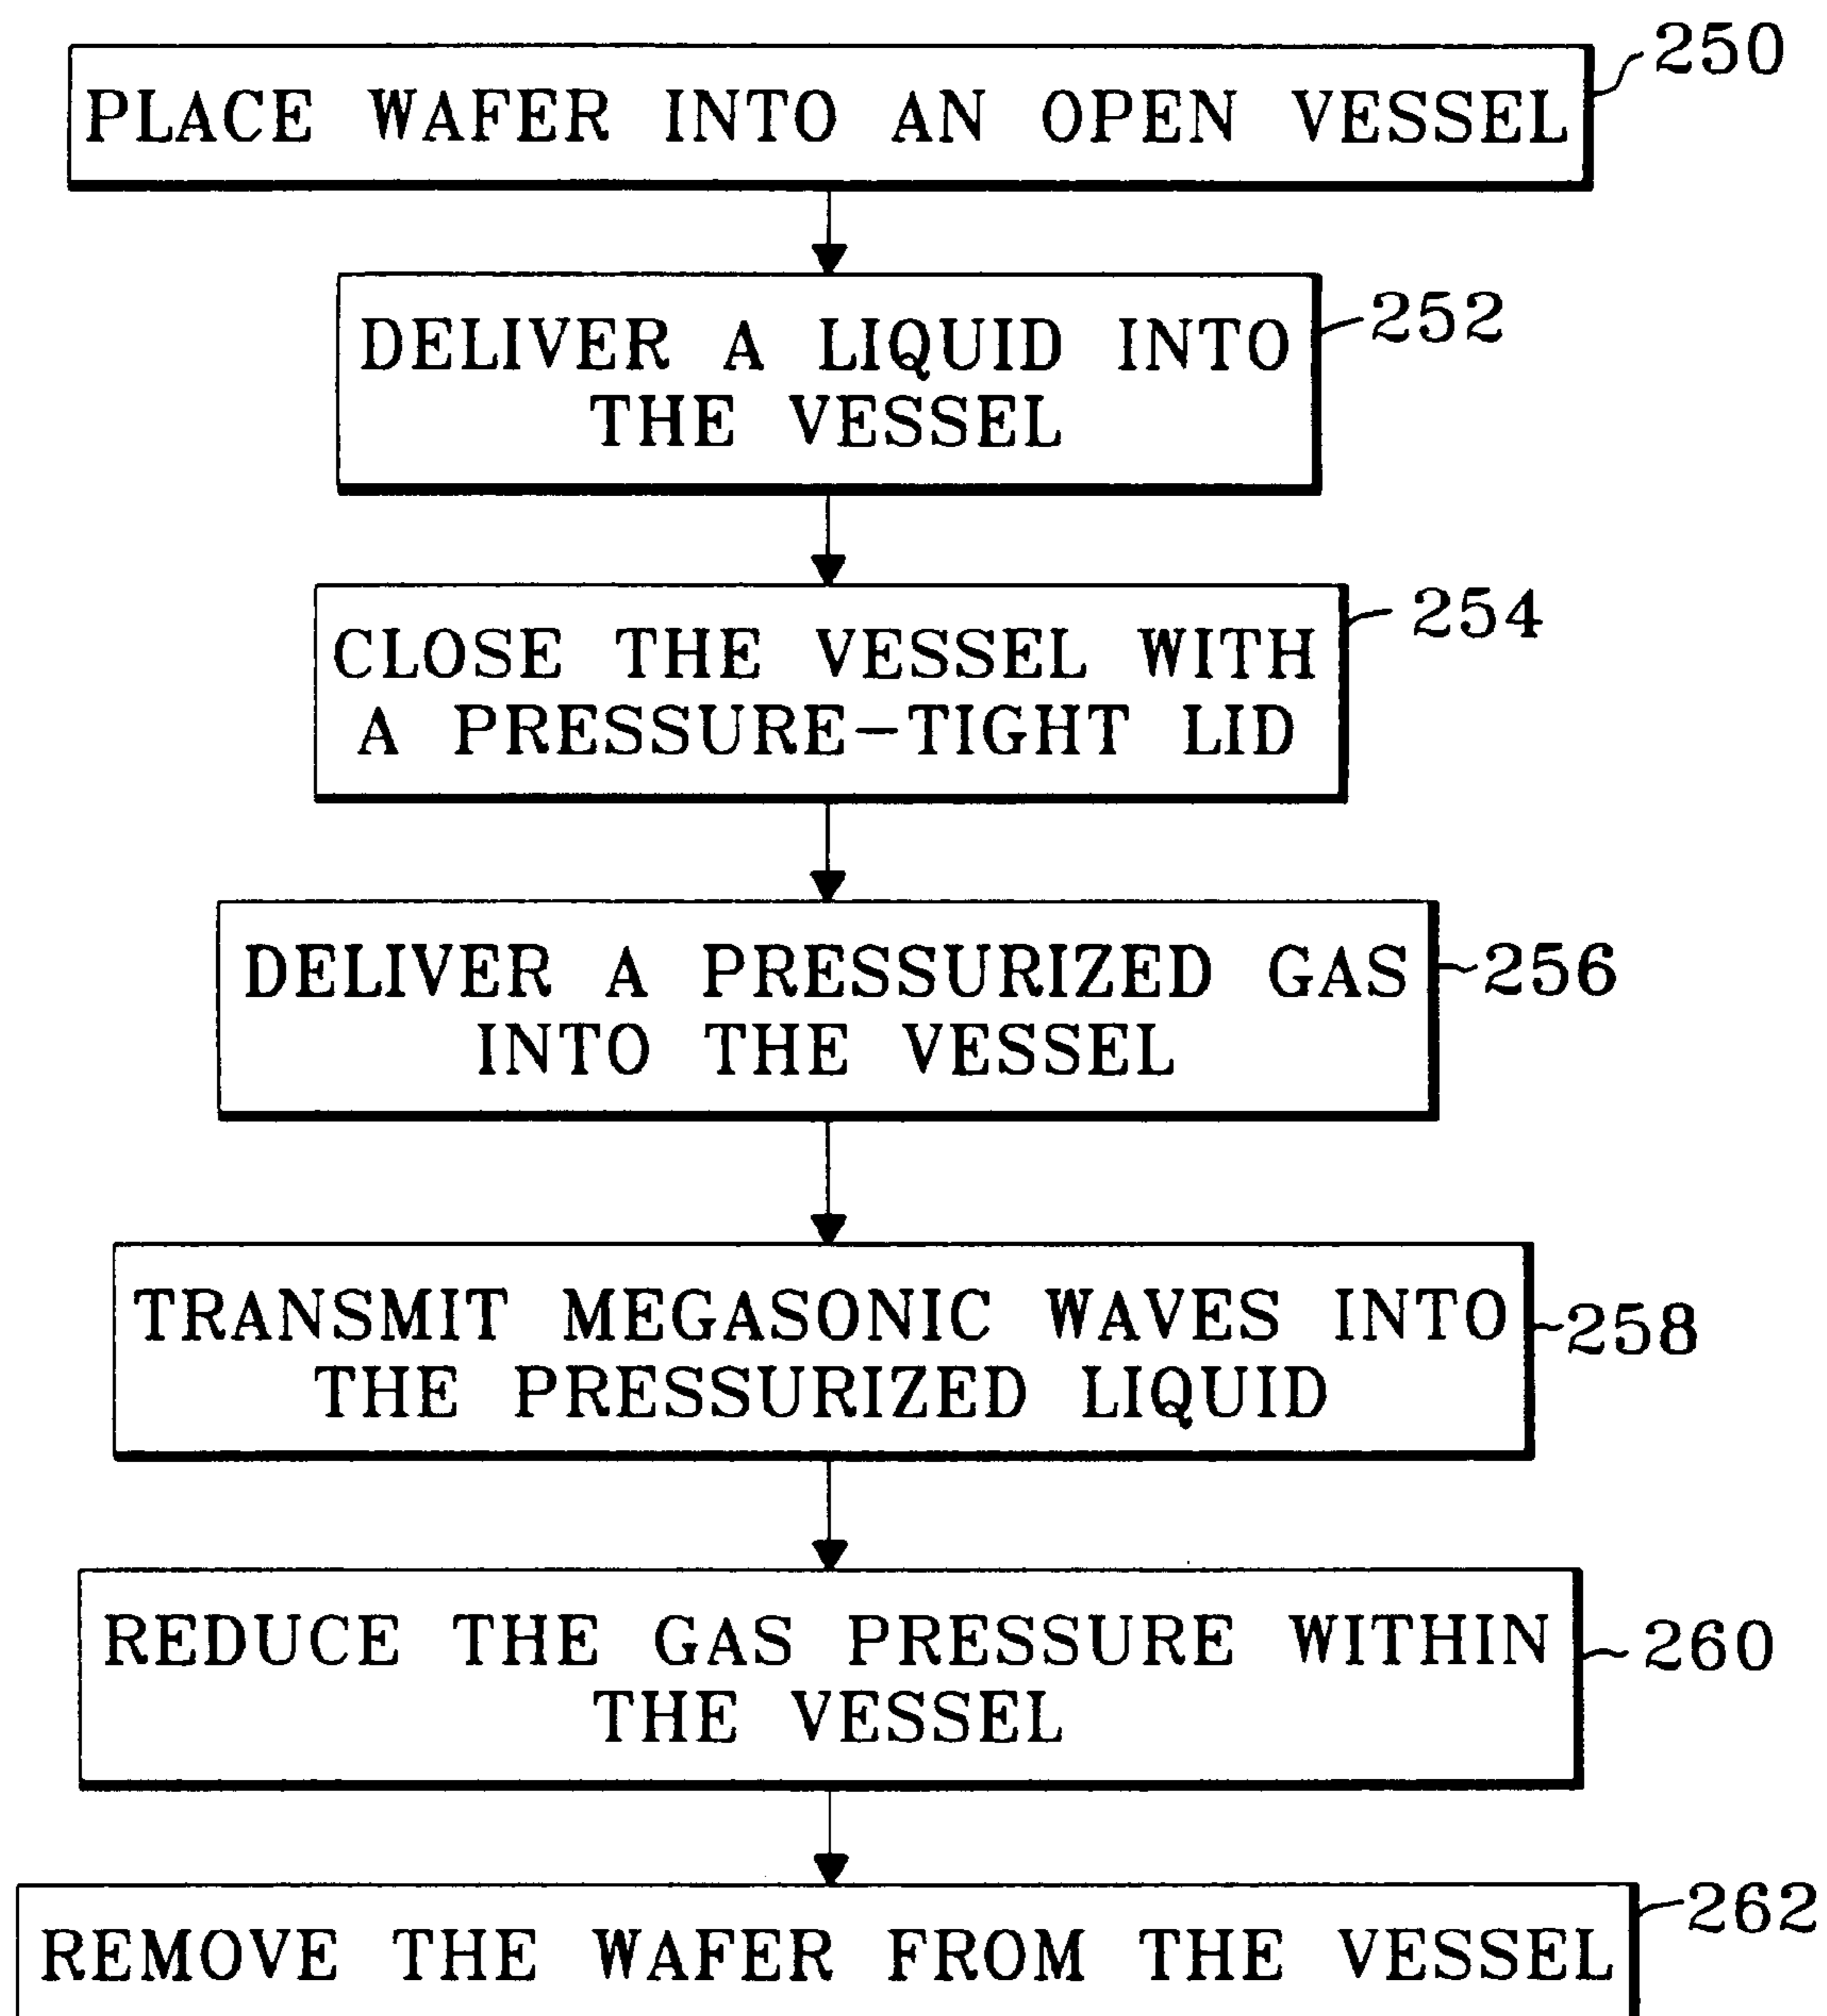 PLACE WAFER INTO AN OPEN VESSEL
250
DELIVER A LIQUID INTO
THE VESSEL
252
CLOSE THE VESSEL WITH
A PRESSURE-TIGHT LID
254
DELIVER A PRESSURIZED GAS
INTO THE VESSEL
256
TRANSMIT MEGASONIC WAVES INTO
THE PRESSURIZED LIQUID
258
REDUCE THE GAS PRESSURE WITHIN
THE VESSEL
260
REMOVE THE WAFER FROM THE VESSEL
262